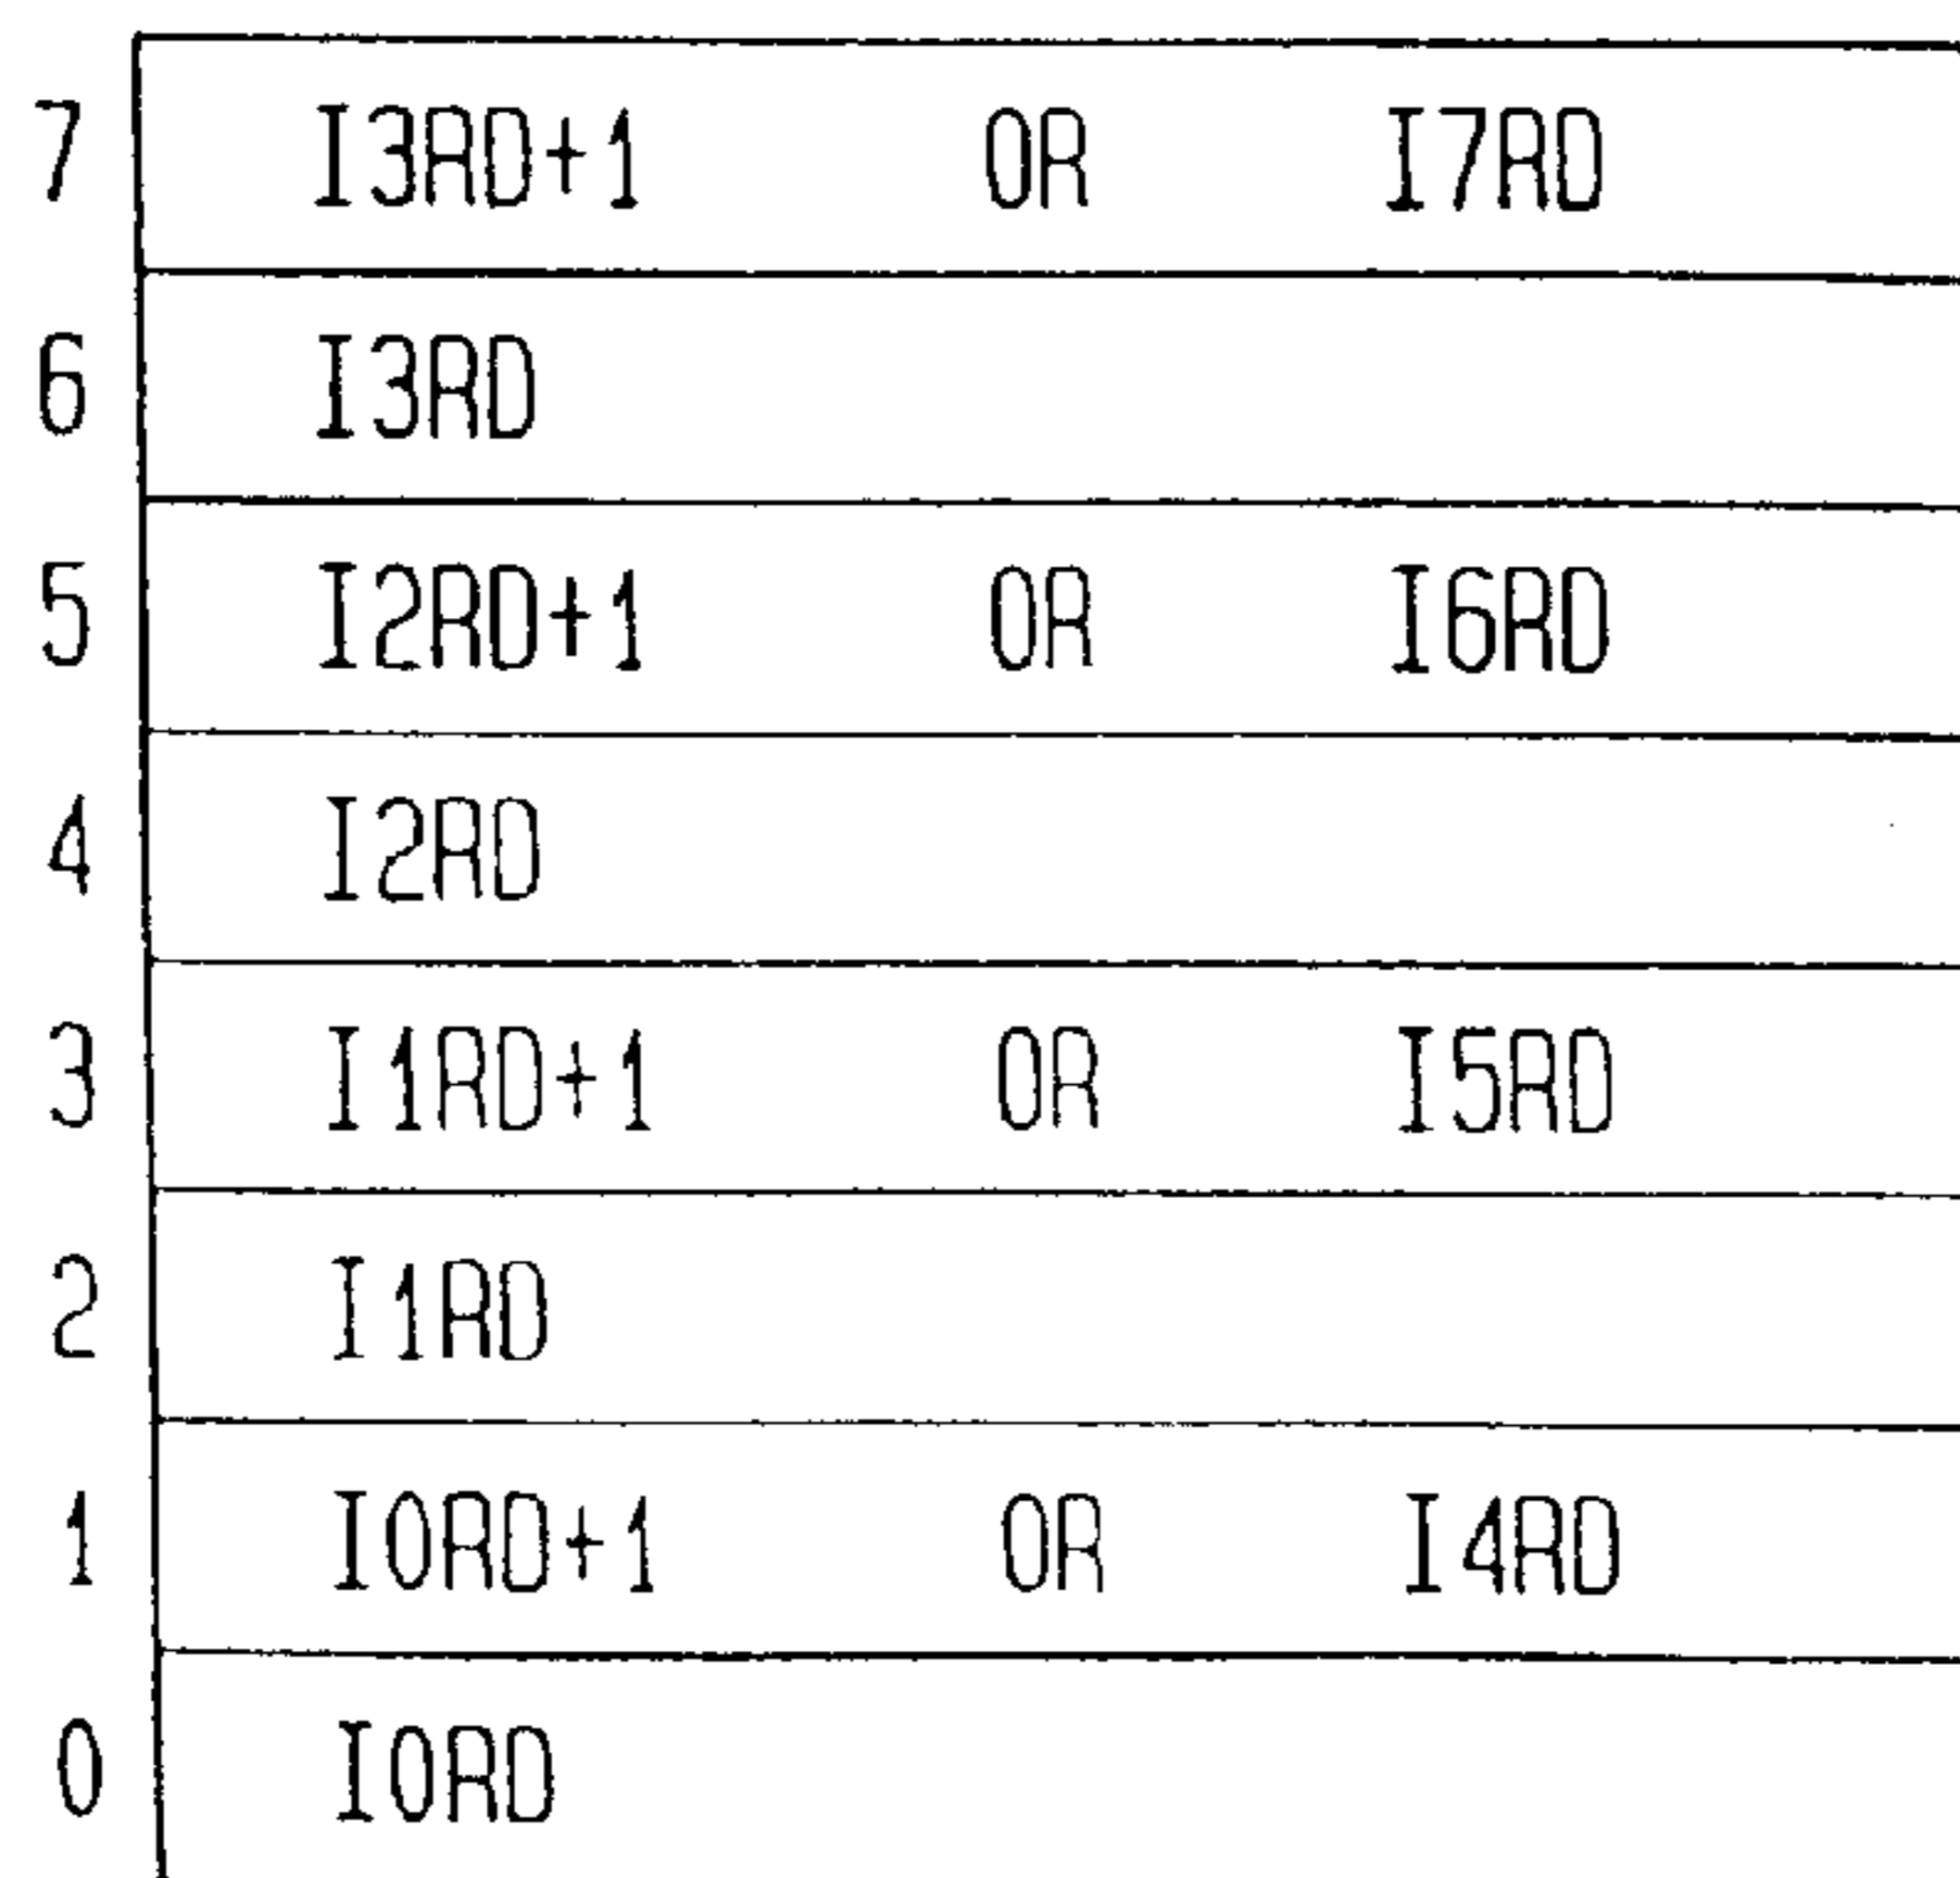 7 I3RD+1 OR I7RD
6 I3RD
5 I2RD+1 OR I6RD
4 I2RD
3 I1RD+1 OR I5RD
2 I1RD
1 I0RD+1 OR I4RD
0 I0RD